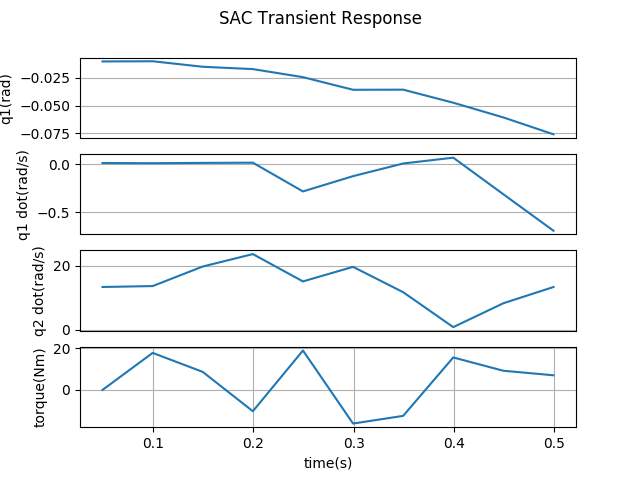 SAC Transient Response
q1(rad)
−0.025
−0.050
−0.075
q1 dot(rad/s)
0.0
−0.5
q2 dot(rad/s)
20
0
torque(Nm)
20
0
0.1 0.2 0.3 0.4 0.5
time(s)